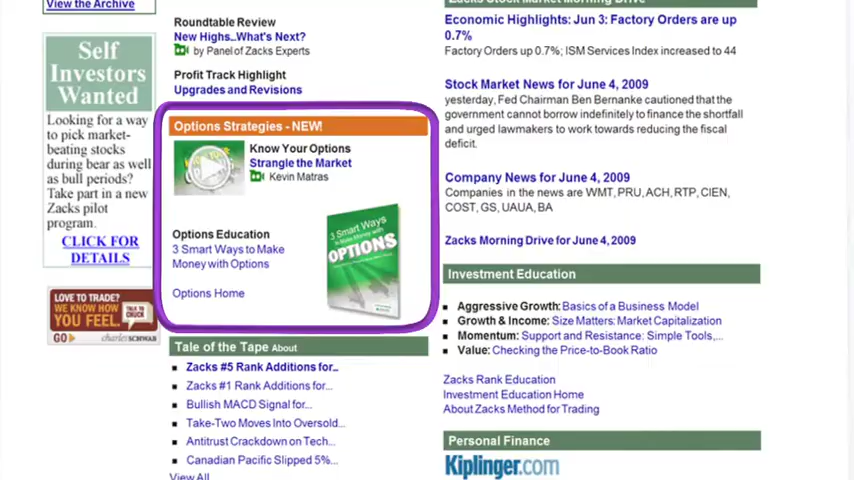 View the Archive
Self
Investors
Wanted
Looking for a way
to pick market-
beating stocks
during bear as well
as bull periods?
Take part in a new
Zacks pilot
program.
CLICK FOR
DETAILS
LOVE TO TRADE?
WE KNOW HOW
YOU FEEL.
TALK TO
CHUCK
GO
charles SCHWAB
Roundtable Review
New Highs..What's Next?
by Panel of Zacks Experts
Profit Track Highlight
Upgrades and Revisions
Options Strategies - NEW!
Know Your Options
Strangle the Market
Kevin Matras
Options Education
3 Smart Ways to Make
Money with Options
Options Home
3 Smart Ways
to Make Money with
OPTIONS
Tale of the Tape About
Zacks #5 Rank Additions for...
Zacks #1 Rank Additions for...
Bullish MACD Signal for...
Take-Two Moves Into Oversold...
Antitrust Crackdown on Tech...
Canadian Pacific Slipped 5%...
View All
Zacks Stock Market Morning Drive
Economic Highlights: Jun 3: Factory Orders are up
0.7%
Factory Orders up 0.7%; ISM Services Index increased to 44
Stock Market News for June 4, 2009
yesterday, Fed Chairman Ben Bernanke cautioned that the
government cannot borrow indefinitely to finance the shortfall
and urged lawmakers to work towards reducing the fiscal
deficit.
Company News for June 4, 2009
Companies in the news are WMT, PRU, ACH, RTP, CIEN,
COST, GS, UAUA, BA
Zacks Morning Drive for June 4, 2009
Investment Education
Aggressive Growth: Basics of a Business Model
Growth & Income: Size Matters: Market Capitalization
Momentum: Support and Resistance: Simple Tools,...
Value: Checking the Price-to-Book Ratio
Zacks Rank Education
Investment Education Home
About Zacks Method for Trading
Personal Finance
Kiplinger.com